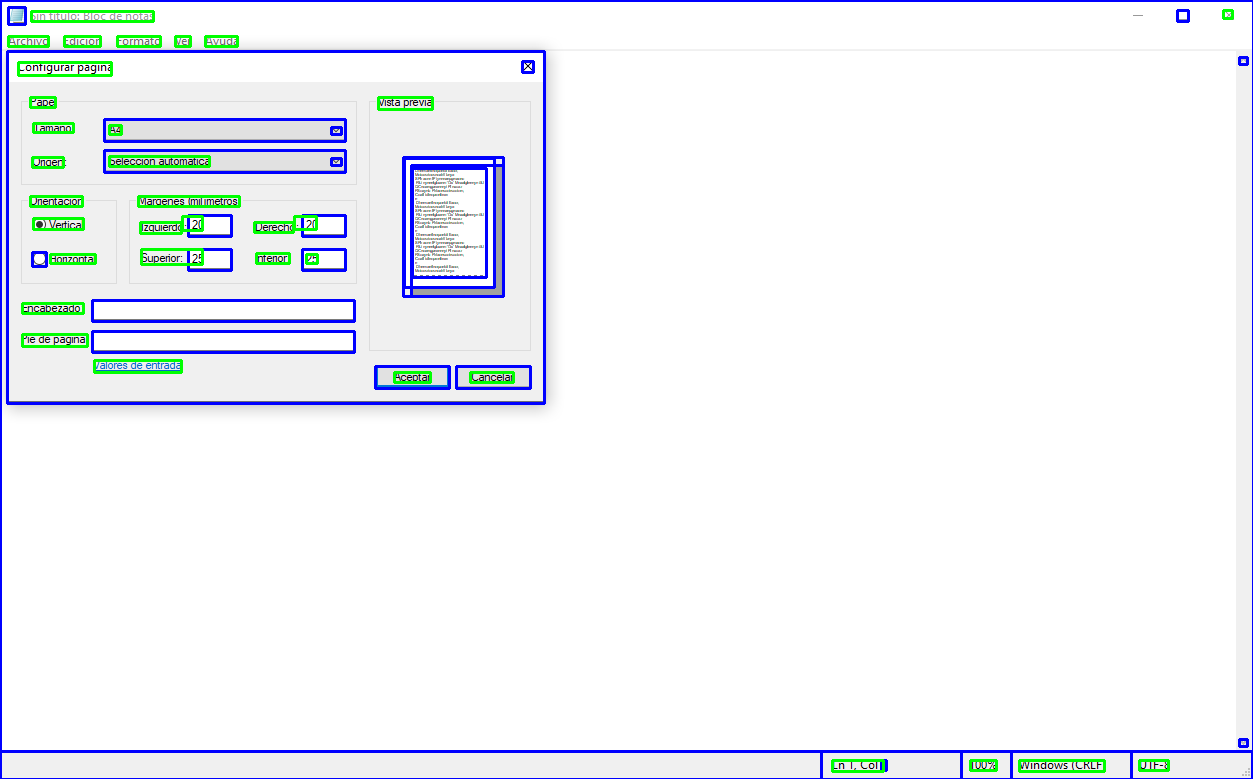 Sin título: Bloc de notas
Archivo Edición Formato Ver Ayuda
Configurar página
Papel
Tamaño: A4
Origen: Selección automática
Orientación
Vertical
Horizontal
Márgenes (milímetros)
Izquierdo: 20 Derecho: 20
Superior: 25 Inferior: 25
Encabezado:
Pie de página:
Valores de entrada
Vista previa
Aceptar Cancelar
Ln 1, Col 1 100% Windows (CRLF) UTF-8